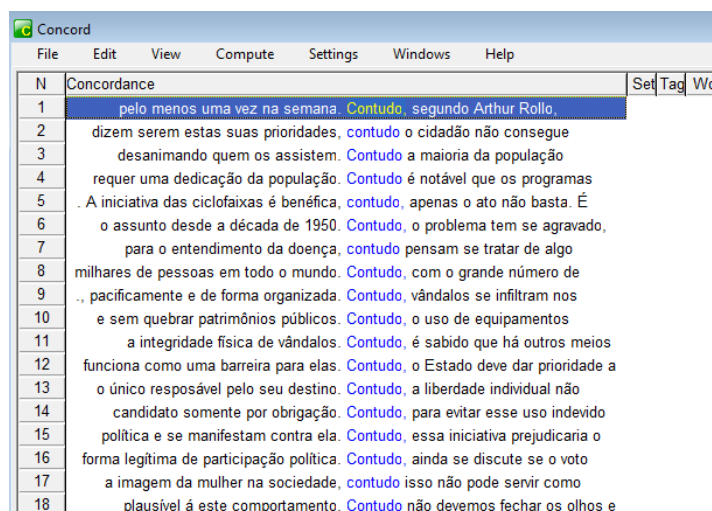 Concord
File Edit View Compute Settings Windows Help
N Concordance Set Tag Wo
1 pelo menos uma vez na semana. Contudo, segundo Arthur Rollo,
2 dizem serem estas suas prioridades, contudo o cidadão não consegue
3 desanimando quem os assistem. Contudo a maioria da população
4 requer uma dedicação da população. Contudo é notável que os programas
5 . A iniciativa das ciclofaixas é benéfica, contudo, apenas o ato não basta. É
6 o assunto desde a década de 1950. Contudo, o problema tem se agravado,
7 para o entendimento da doença, contudo pensam se tratar de algo
8 milhares de pessoas em todo o mundo. Contudo, com o grande número de
9 ., pacificamente e de forma organizada. Contudo, vândalos se infiltram nos
10 e sem quebrar patrimônios públicos. Contudo, o uso de equipamentos
11 a integridade física de vândalos. Contudo, é sabido que há outros meios
12 funciona como uma barreira para elas. Contudo, o Estado deve dar prioridade a
13 o único resposável pelo seu destino. Contudo, a liberdade individual não
14 candidato somente por obrigação. Contudo, para evitar esse uso indevido
15 política e se manifestam contra ela. Contudo, essa iniciativa prejudicaria o
16 forma legítima de participação política. Contudo, ainda se discute se o voto
17 a imagem da mulher na sociedade, contudo isso não pode servir como
18 plausível á este comportamento. Contudo não devemos fechar os olhos e